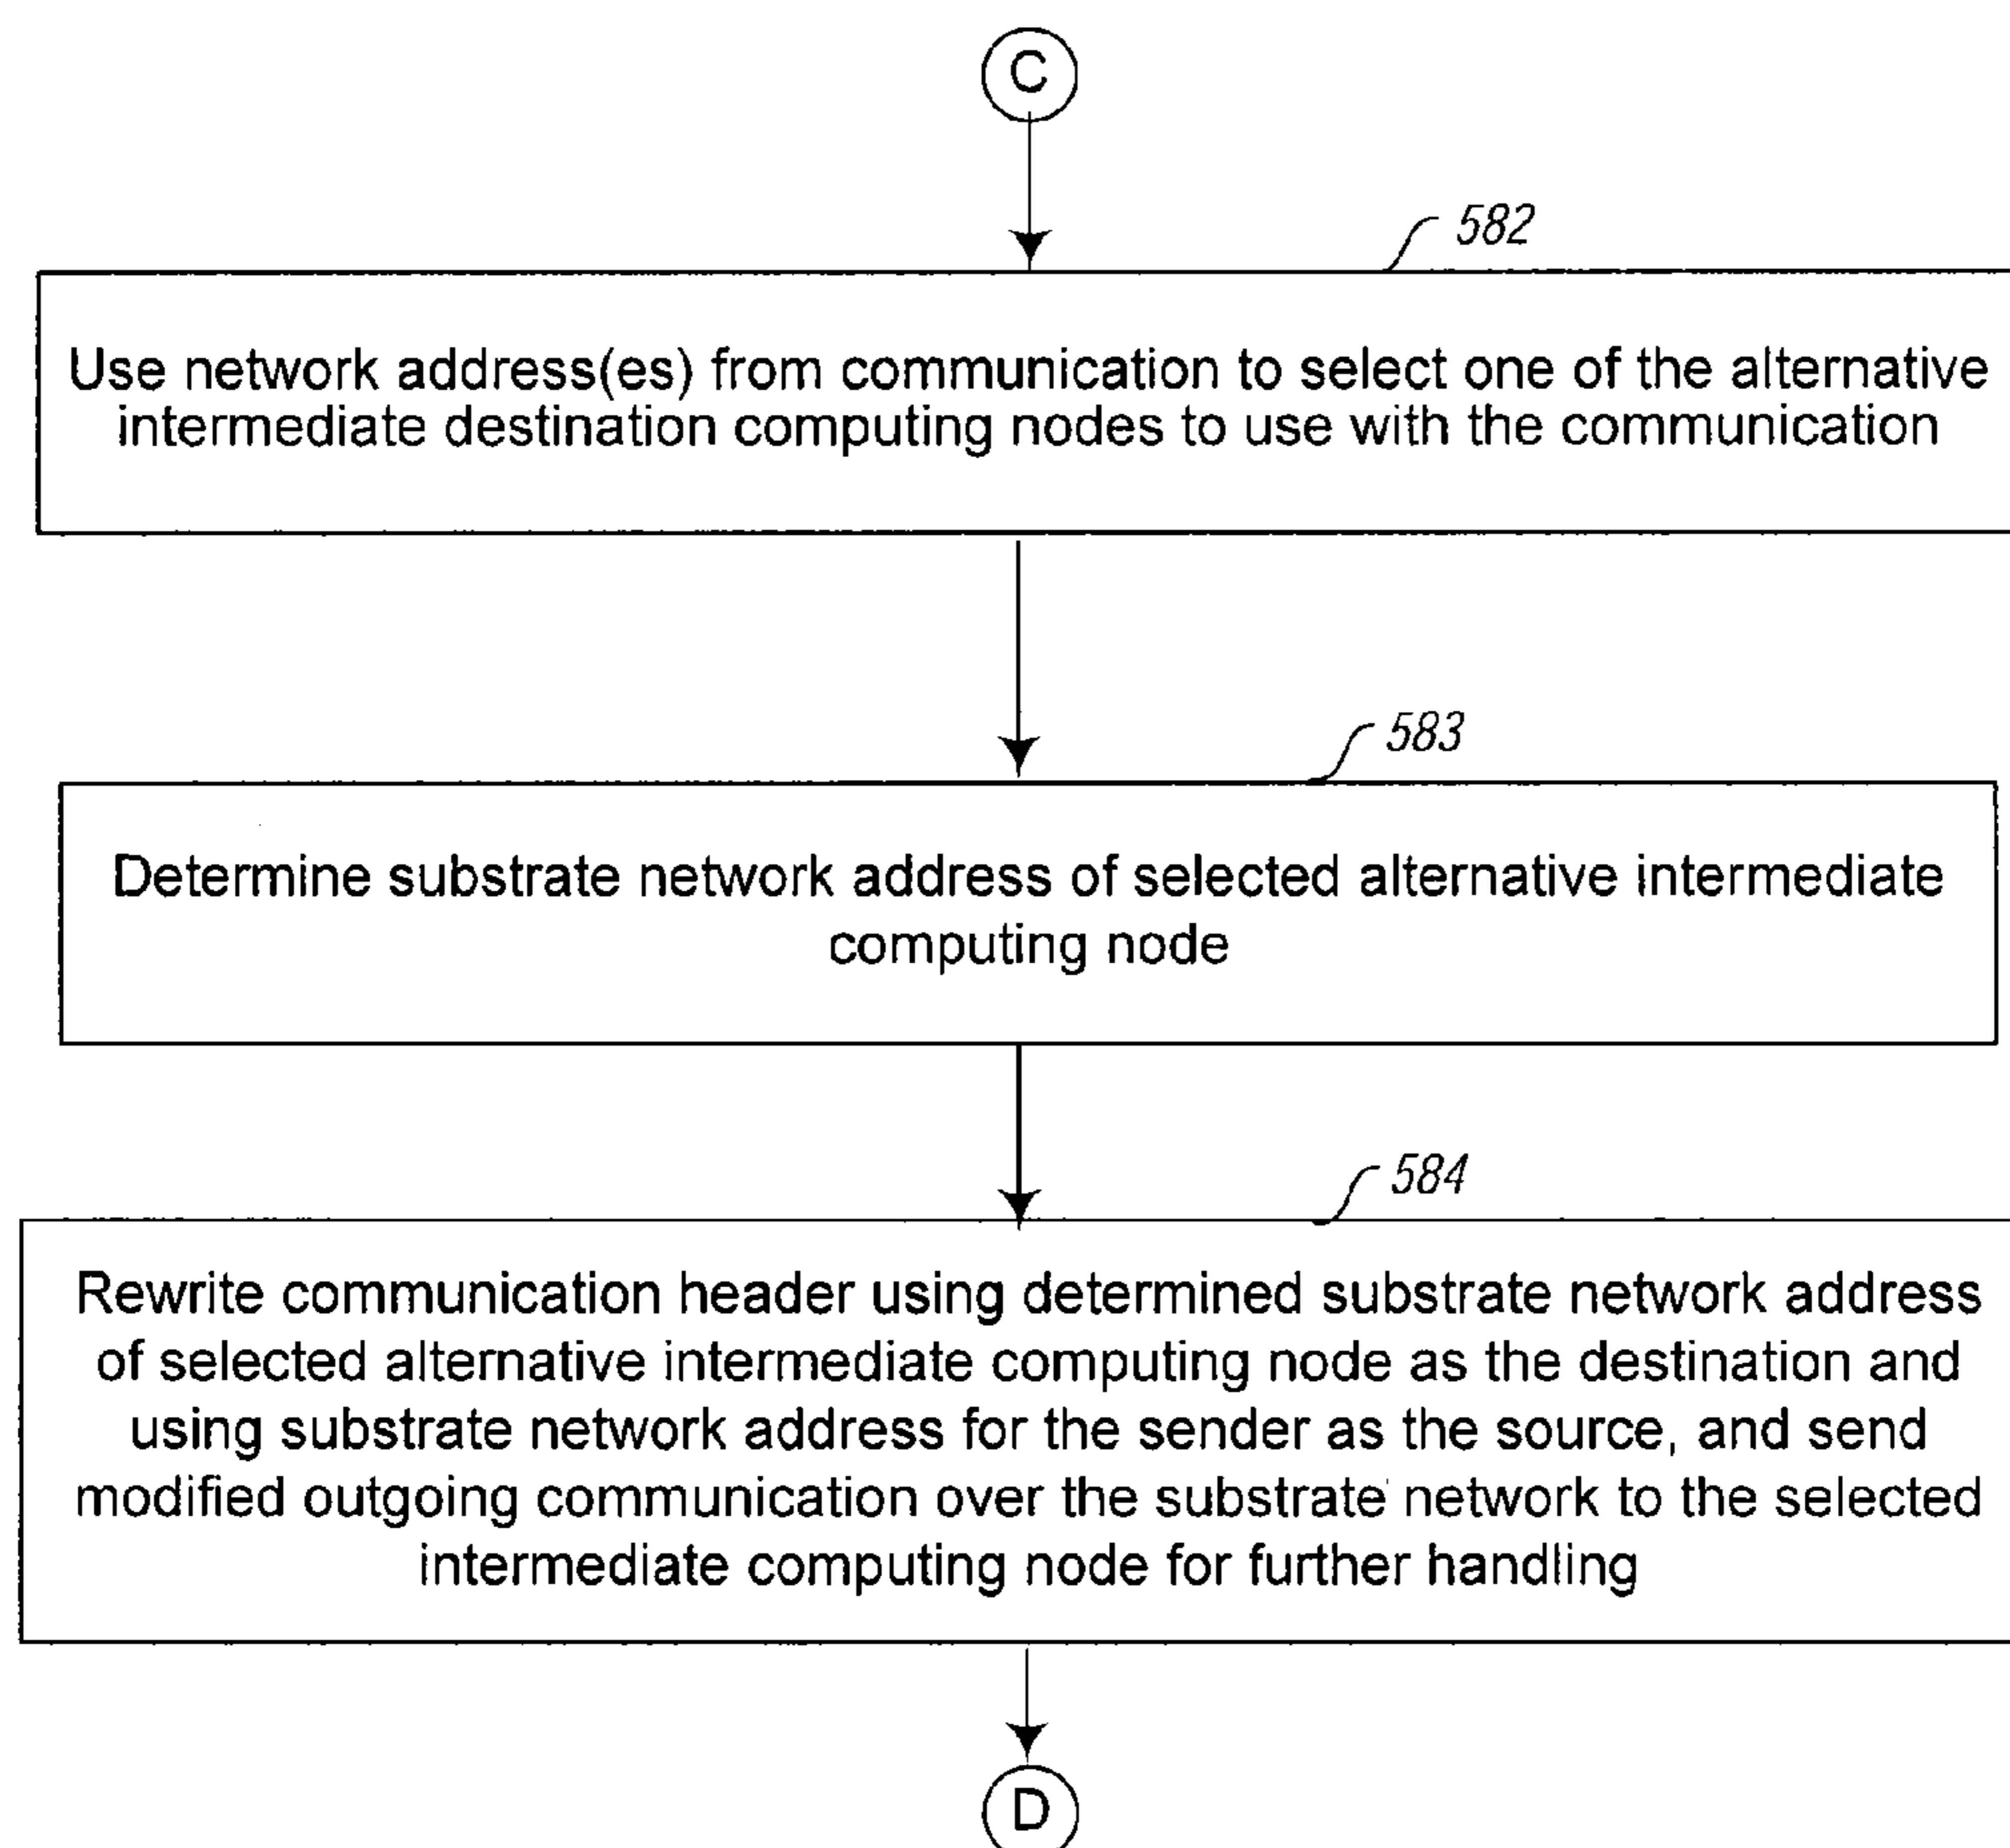 C
582
Use network address(es) from communication to select one of the alternative
intermediate destination computing nodes to use with the communication
583
Determine substrate network address of selected alternative intermediate
computing node
584
Rewrite communication header using determined substrate network address
of selected alternative intermediate computing node as the destination and
using substrate network address for the sender as the source, and send
modified outgoing communication over the substrate network to the selected
intermediate computing node for further handling
D